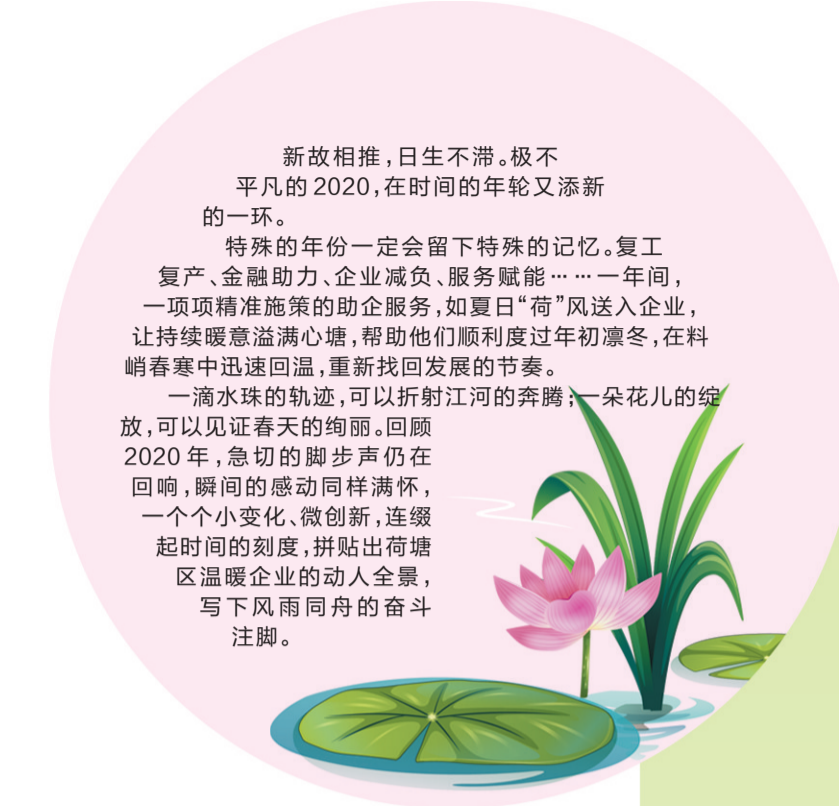 新故相推,日生不滞。极不
平凡的2020,在时间的年轮又添新
的一环。
特殊的年份一定会留下特殊的记忆。复工
复产、金融助力、企业减负、服务赋能……一年间,
一项项精准施策的助企服务,如夏日“荷”风送入企业,
让持续暖意溢满心塘,帮助他们顺利度过年初凛冬,在料
峭春寒中迅速回温,重新找回发展的节奏。
一滴水珠的轨迹,可以折射江河的奔腾;一朵花儿的绽
放,可以见证春天的绚丽。回顾
2020年,急切的脚步声仍在
回响,瞬间的感动同样满怀,
一个个小变化、微创新,连缀
起时间的刻度,拼贴出荷塘
区温暖企业的动人全景,
写下风雨同舟的奋斗
注脚。